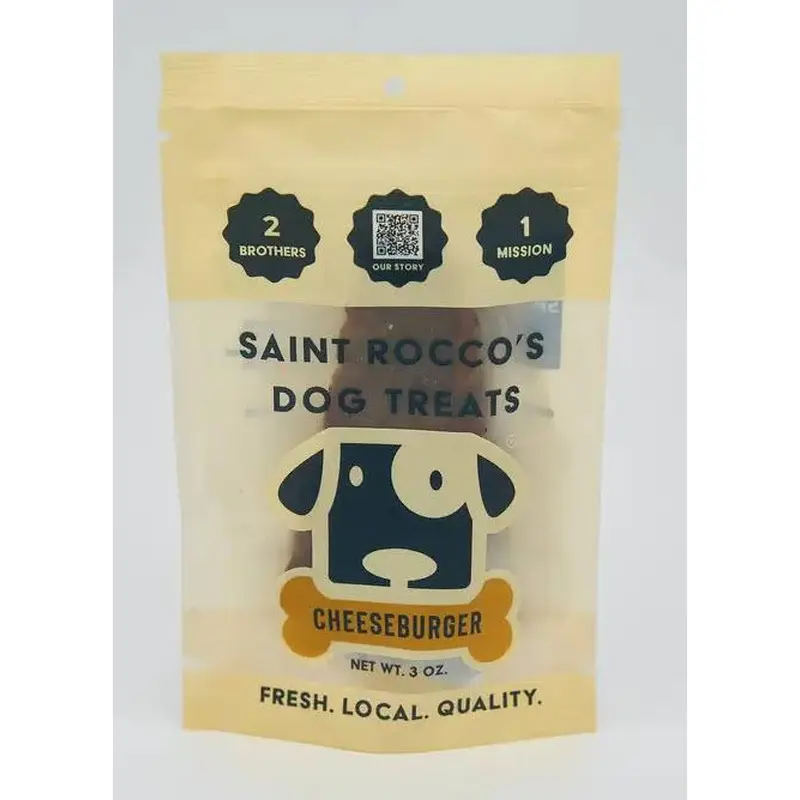 2
BROTHERS
OUR STORY
1
MISSION
SAINT ROCCO'S
DOG TREATS
CHEESEBURGER
NET WT. 3 OZ.
FRESH. LOCAL. QUALITY.